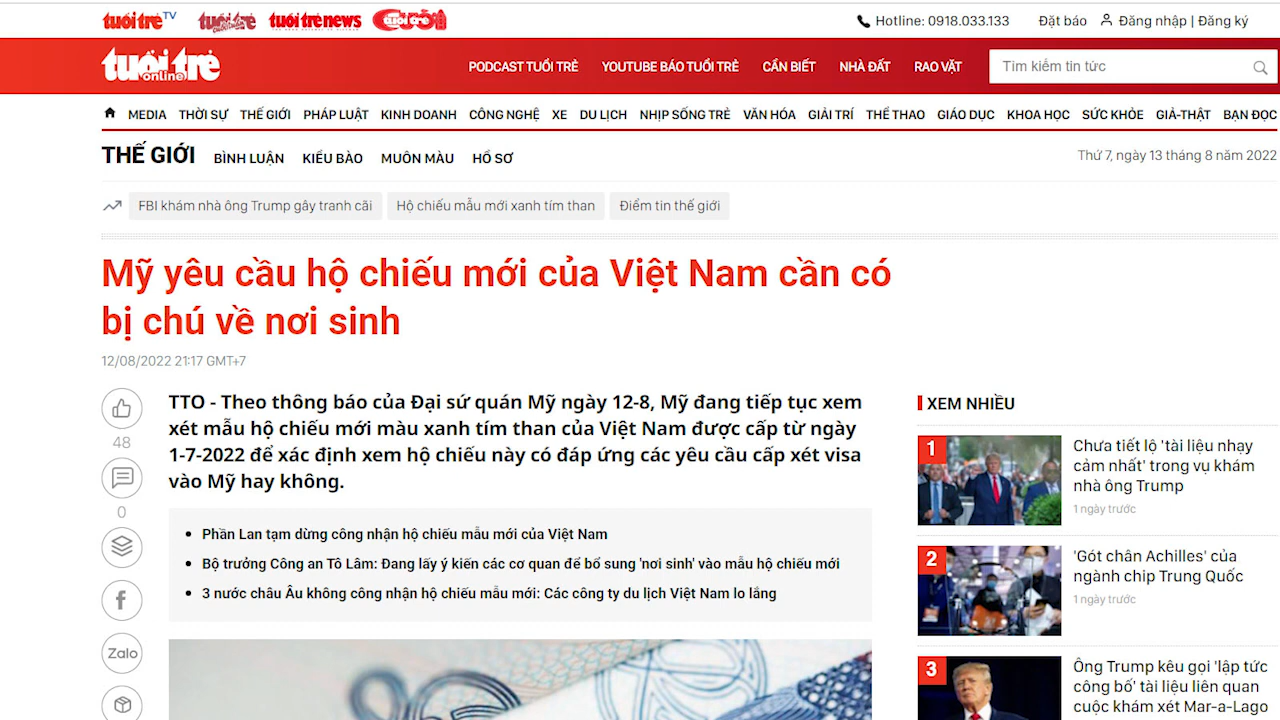 tuổi trẻ TV
tuổi trẻ
tuổi trẻ news
tuổi trẻ CƯỜI
Hotline: 0918.033.133
Đặt báo
Đăng nhập | Đăng ký
tuổi trẻ online
PODCAST TUỔI TRẺ
YOUTUBE BÁO TUỔI TRẺ
CẦN BIẾT
NHÀ ĐẤT
RAO VẶT
Tìm kiếm tin tức
MEDIA THỜI SỰ THẾ GIỚI PHÁP LUẬT KINH DOANH CÔNG NGHỆ XE DU LỊCH NHỊP SỐNG TRẺ VĂN HÓA GIẢI TRÍ THỂ THAO GIÁO DỤC KHOA HỌC SỨC KHỎE GIẢ-THẬT BẠN ĐỌC
THẾ GIỚI BÌNH LUẬN KIỀU BÀO MUÔN MÀU HỒ SƠ
Thứ 7, ngày 13 tháng 8 năm 2022
FBI khám nhà ông Trump gây tranh cãi
Hộ chiếu mẫu mới xanh tím than
Điểm tin thế giới
Mỹ yêu cầu hộ chiếu mới của Việt Nam cần có
bị chú về nơi sinh
12/08/2022 21:17 GMT+7
48
0
Zalo
TTO - Theo thông báo của Đại sứ quán Mỹ ngày 12-8, Mỹ đang tiếp tục xem
xét mẫu hộ chiếu mới màu xanh tím than của Việt Nam được cấp từ ngày
1-7-2022 để xác định xem hộ chiếu này có đáp ứng các yêu cầu cấp xét visa
vào Mỹ hay không.
Phần Lan tạm dừng công nhận hộ chiếu mẫu mới của Việt Nam
Bộ trưởng Công an Tô Lâm: Đang lấy ý kiến các cơ quan để bổ sung 'nơi sinh' vào mẫu hộ chiếu mới
3 nước châu Âu không công nhận hộ chiếu mẫu mới: Các công ty du lịch Việt Nam lo lắng
XEM NHIỀU
1
Chưa tiết lộ 'tài liệu nhạy
cảm nhất' trong vụ khám
nhà ông Trump
1 ngày trước
2
'Gót chân Achilles' của
ngành chip Trung Quốc
1 ngày trước
3
Ông Trump kêu gọi 'lập tức
công bố' tài liệu liên quan
cuộc khám xét Mar-a-Lago